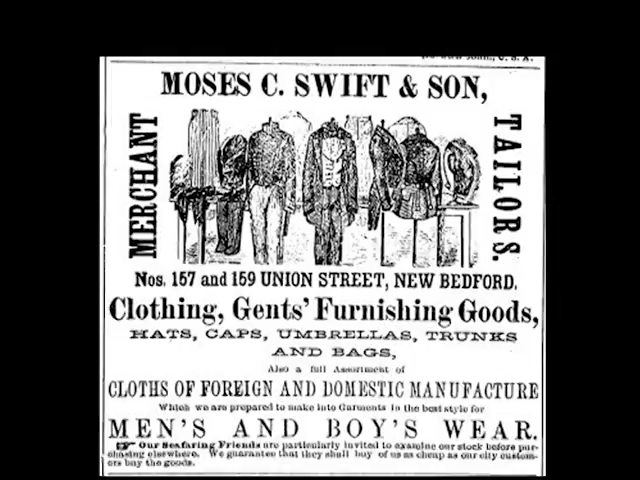 MOSES C. SWIFT & SON,
MERCHANT
TAILORS.
Nos. 157 and 159 UNION STREET, NEW BEDFORD.
Clothing, Gents' Furnishing Goods,
HATS, CAPS, UMBRELLAS, TRUNKS
AND BAGS,
Also a full Assortment of
CLOTHS OF FOREIGN AND DOMESTIC MANUFACTURE
Which we are prepared to make into Garments in the best style for
MEN'S AND BOY'S WEAR.
☞ Our Seafaring Friends are particularly invited to examine our stock before pur-
chasing elsewhere. We guarantee that they shall buy of us as cheap as our city custom-
ers buy the goods.